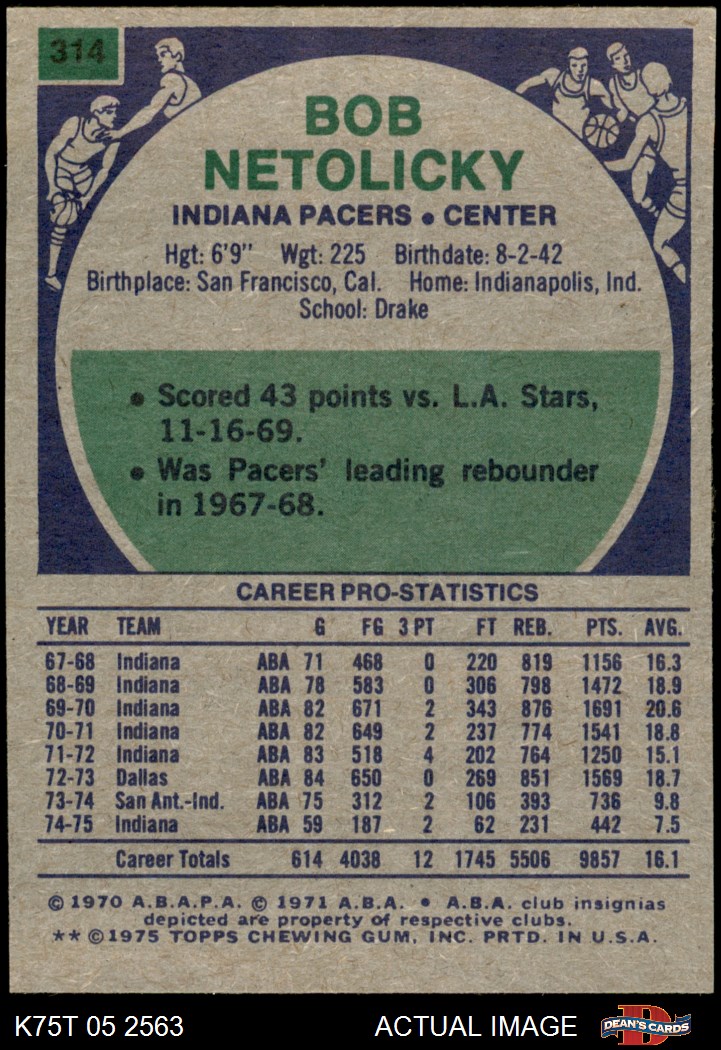 314
BOB
NETOLICKY
INDIANA PACERS • CENTER
Hgt: 6'9" Wgt: 225 Birthdate: 8-2-42
Birthplace: San Francisco, Cal. Home: Indianapolis, Ind.
School: Drake
• Scored 43 points vs. L.A. Stars,
11-16-69.
• Was Pacers' leading rebounder
in 1967-68.
CAREER PRO-STATISTICS
YEAR TEAM G FG 3 PT FT REB. PTS. AVG.
67-68 Indiana ABA 71 468 0 220 819 1156 16.3
68-69 Indiana ABA 78 583 0 306 798 1472 18.9
69-70 Indiana ABA 82 671 2 343 876 1691 20.6
70-71 Indiana ABA 82 649 2 237 774 1541 18.8
71-72 Indiana ABA 83 518 4 202 764 1250 15.1
72-73 Dallas ABA 84 650 0 269 851 1569 18.7
73-74 San Ant.-Ind. ABA 75 312 2 106 393 736 9.8
74-75 Indiana ABA 59 187 2 62 231 442 7.5
Career Totals 614 4038 12 1745 5506 9857 16.1
© 1970 A.B.A.P.A. © 1971 A.B.A. • A.B.A. club insignias
depicted are property of respective clubs.
** © 1975 TOPPS CHEWING GUM, INC. PRTD. IN U.S.A.
K75T 05 2563 ACTUAL IMAGE D DEAN'S CARDS